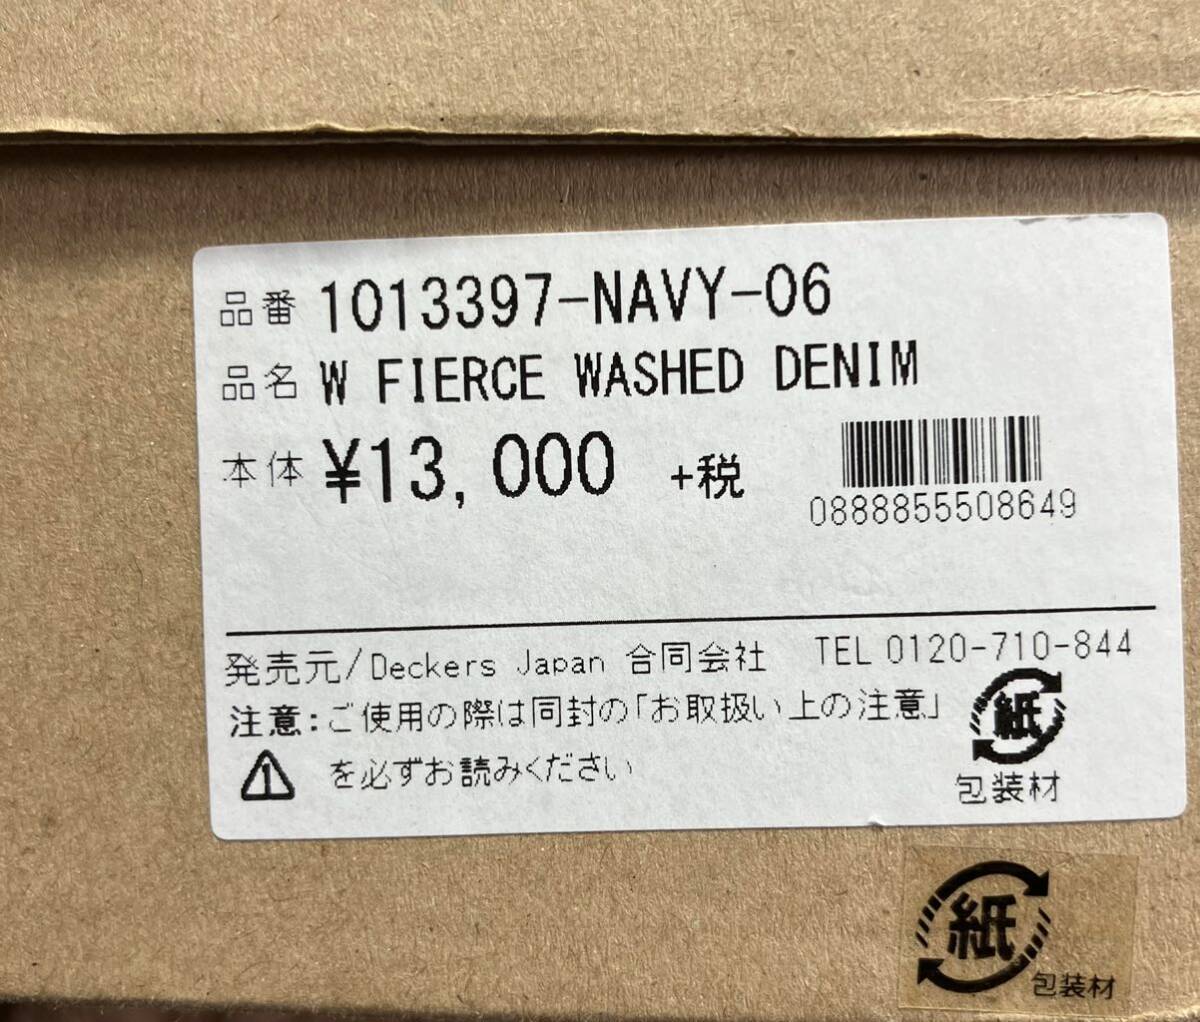 品番 1013397-NAVY-06
品名 W FIERCE WASHED DENIM
本体 ¥13,000 +税
0888855508649
発売元/Deckers Japan 合同会社 TEL 0120-710-844
注意:ご使用の際は同封の「お取扱い上の注意」
を必ずお読みください
紙
包装材
紙
包装材